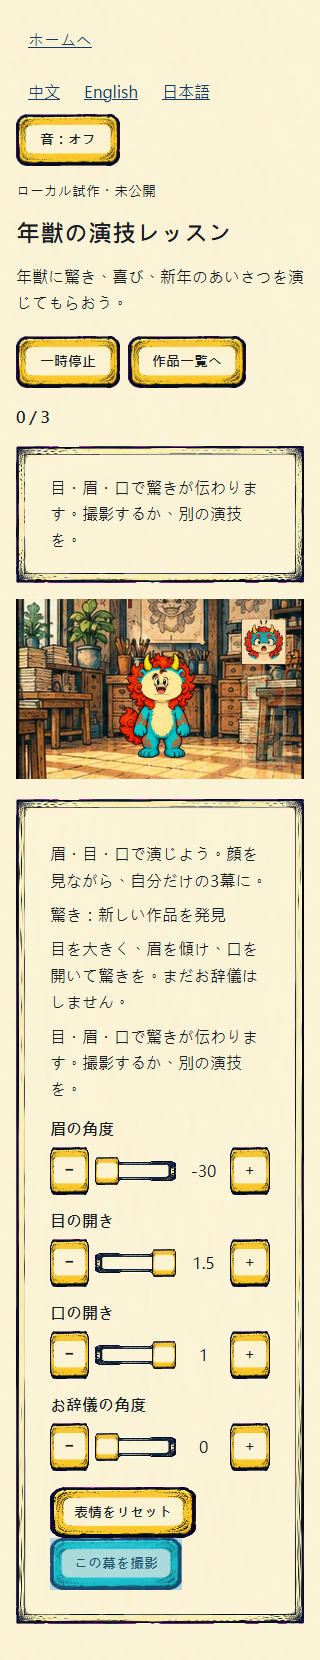 ホームへ
中文 English 日本語
音：オフ
ローカル試作・未公開
年獣の演技レッスン
年獣に驚き、喜び、新年のあいさつを演
じてもらおう。
一時停止 作品一覧へ
0 / 3
目・眉・口で驚きが伝わりま
す。撮影するか、別の演技
を。
眉・目・口で演じよう。顔を
見ながら、自分だけの3幕に。
驚き：新しい作品を発見
目を大きく、眉を傾け、口を
開いて驚きを。まだお辞儀は
しません。
目・眉・口で驚きが伝わりま
す。撮影するか、別の演技
を。
眉の角度
− -30 +
目の開き
− 1.5 +
口の開き
− 1 +
お辞儀の角度
− 0 +
表情をリセット
この幕を撮影